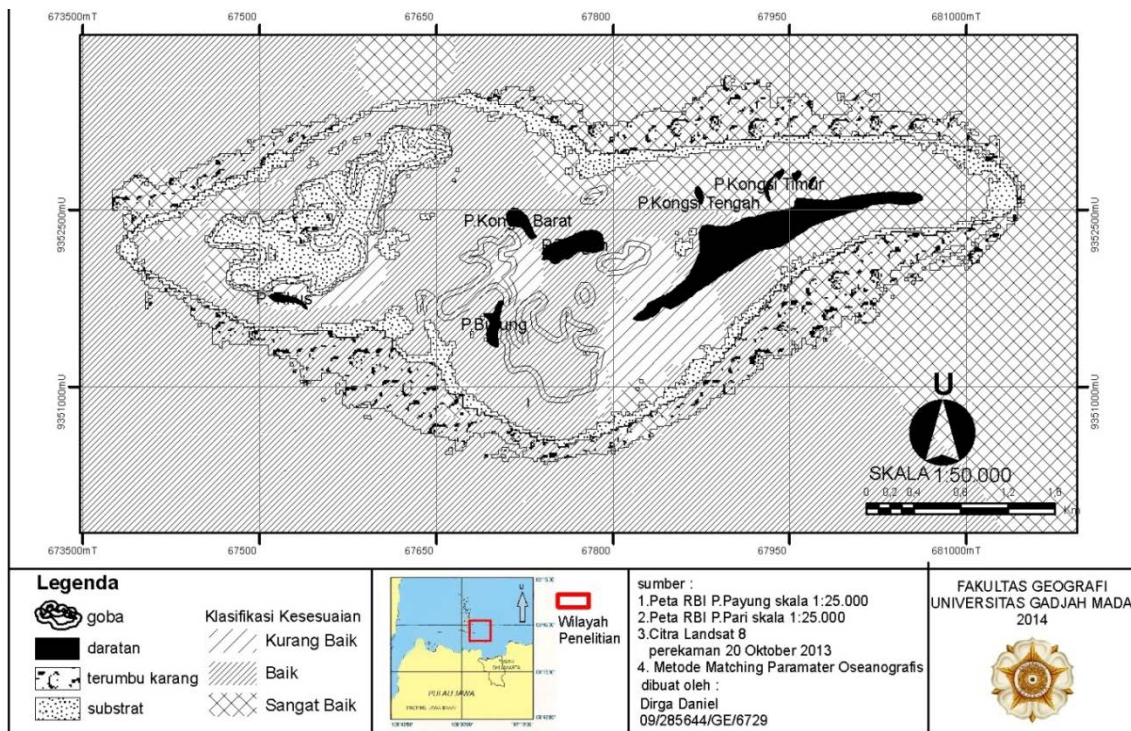 673500mT 67500 67650 67800 67950 681000mT
9352500mU 9352500mU
P.Kongsi Timur
P.Kongsi Tengah
P.Kongsi Barat
9351000mU 9351000mU
U
SKALA 1:50.000
0 0,2 0,4 0,8 1,2 1,6
Km
673500mT 67500 67650 67800 67950 681000mT
Legenda
goba
daratan
terumbu karang
substrat
Klasifikasi Kesesuaian
Kurang Baik
Baik
Sangat Baik
U
PULAU JAWA
Wilayah
Penelitian
sumber :
1.Peta RBI P.Payung skala 1:25.000
2.Peta RBI P.Pari skala 1:25.000
3.Citra Landsat 8
perekaman 20 Oktober 2013
4. Metode Matching Paramater Oseanografis
dibuat oleh :
Dirga Daniel
09/285644/GE/6729
FAKULTAS GEOGRAFI
UNIVERSITAS GADJAH MADA
2014